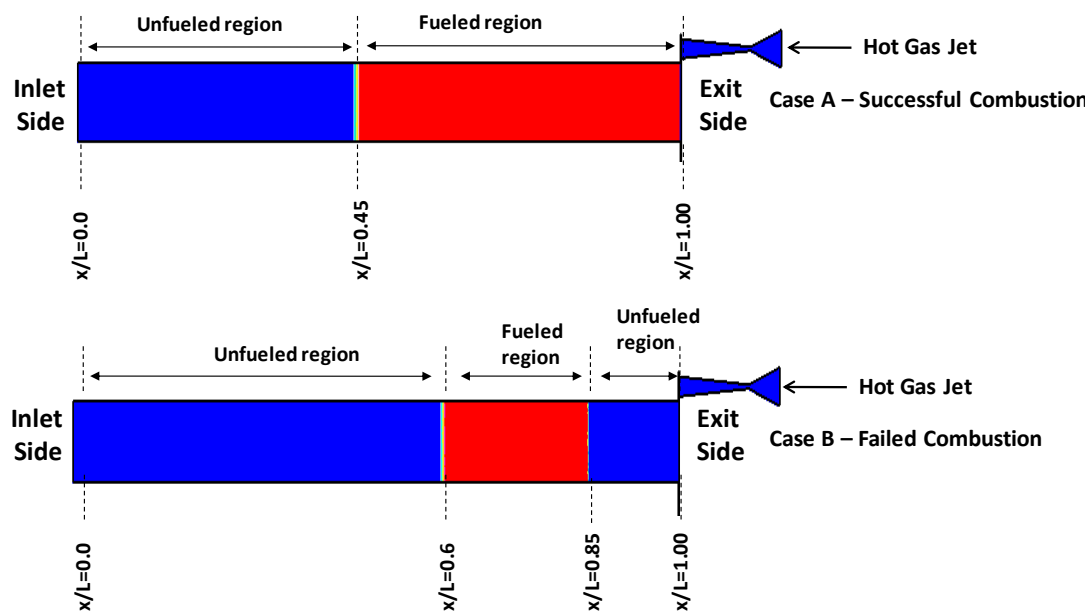 Unfueled region
Fueled region
Hot Gas Jet
Inlet
Side
Exit
Side
Case A – Successful Combustion
x/L=0.0
x/L=0.45
x/L=1.00
Unfueled region
Fueled
region
Unfueled
region
Hot Gas Jet
Inlet
Side
Exit
Side
Case B – Failed Combustion
x/L=0.0
x/L=0.6
x/L=0.85
x/L=1.00